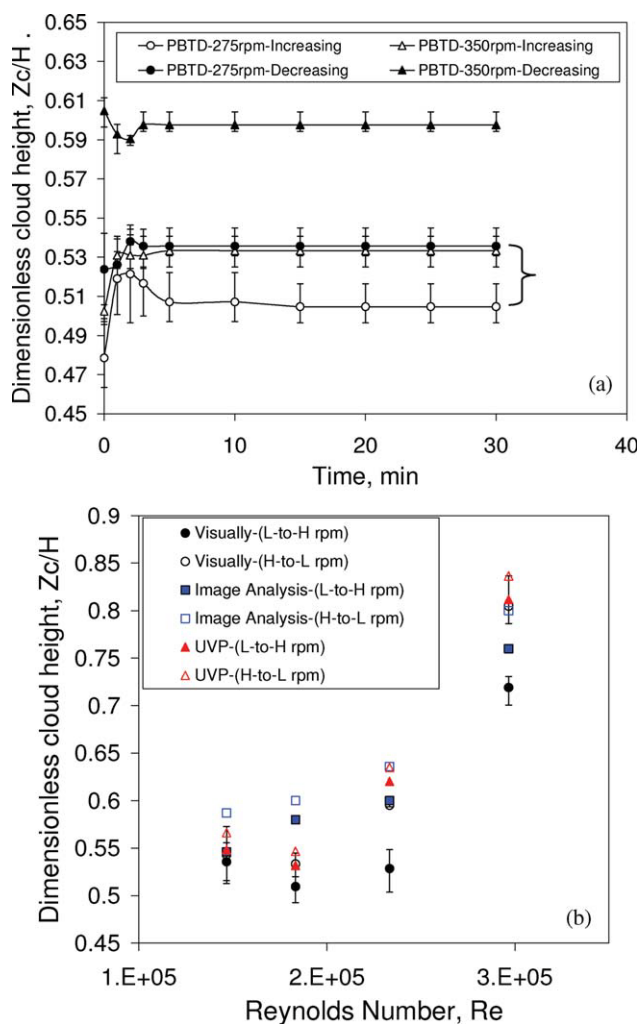 0.65
0.63
0.61
0.59
0.57
0.55
0.53
0.51
0.49
0.47
0.45
Dimensionless cloud height, Zc/H .
PBTD-275rpm-Increasing
PBTD-350rpm-Increasing
PBTD-275rpm-Decreasing
PBTD-350rpm-Decreasing
(a)
0 10 20 30 40
Time, min
0.9
0.85
0.8
0.75
0.7
0.65
0.6
0.55
0.5
0.45
Dimensionless cloud height, Zc/H
Visually-(L-to-H rpm)
Visually-(H-to-L rpm)
Image Analysis-(L-to-H rpm)
Image Analysis-(H-to-L rpm)
UVP-(L-to-H rpm)
UVP-(H-to-L rpm)
(b)
1.E+05 2.E+05 3.E+05
Reynolds Number, Re